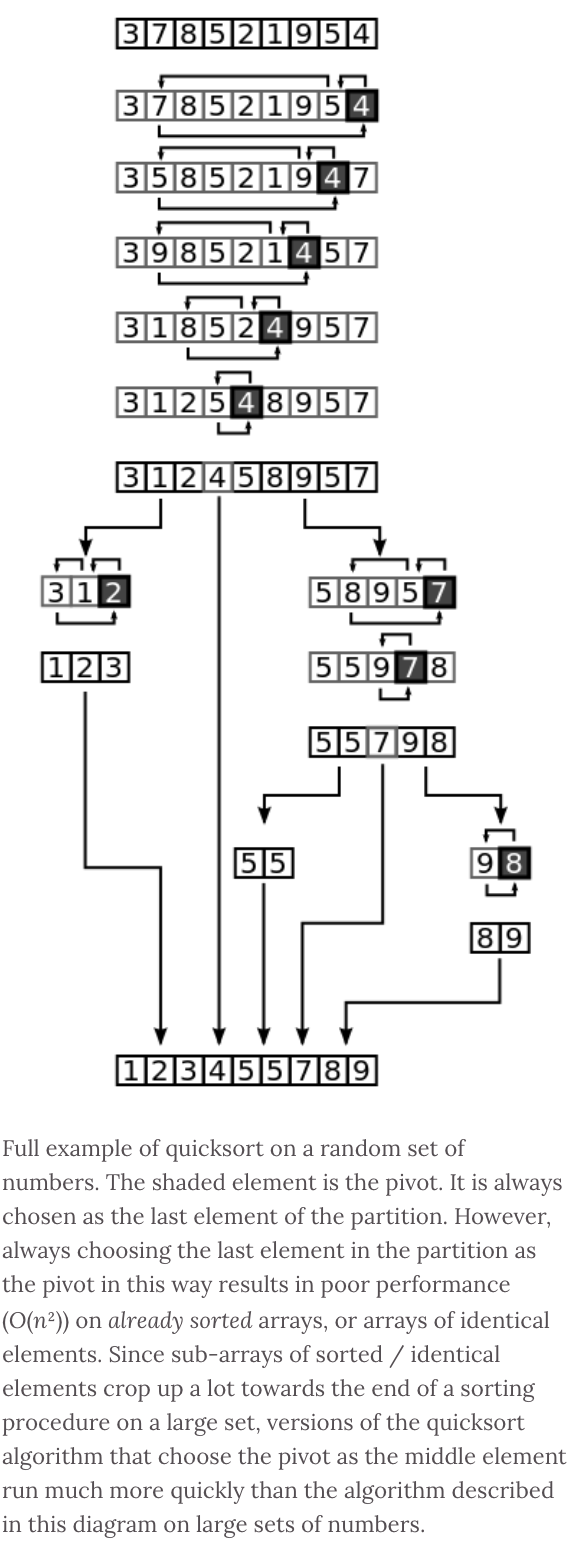 3 7 8 5 2 1 9 5 4
3 7 8 5 2 1 9 5 4
3 5 8 5 2 1 9 4 7
3 9 8 5 2 1 4 5 7
3 1 8 5 2 4 9 5 7
3 1 2 5 4 8 9 5 7
3 1 2 4 5 8 9 5 7
3 1 2
5 8 9 5 7
1 2 3
5 5 9 7 8
5 5 7 9 8
5 5
9 8
8 9
1 2 3 4 5 5 7 8 9
Full example of quicksort on a random set of
numbers. The shaded element is the pivot. It is always
chosen as the last element of the partition. However,
always choosing the last element in the partition as
the pivot in this way results in poor performance
(O(n²)) on already sorted arrays, or arrays of identical
elements. Since sub-arrays of sorted / identical
elements crop up a lot towards the end of a sorting
procedure on a large set, versions of the quicksort
algorithm that choose the pivot as the middle element
run much more quickly than the algorithm described
in this diagram on large sets of numbers.